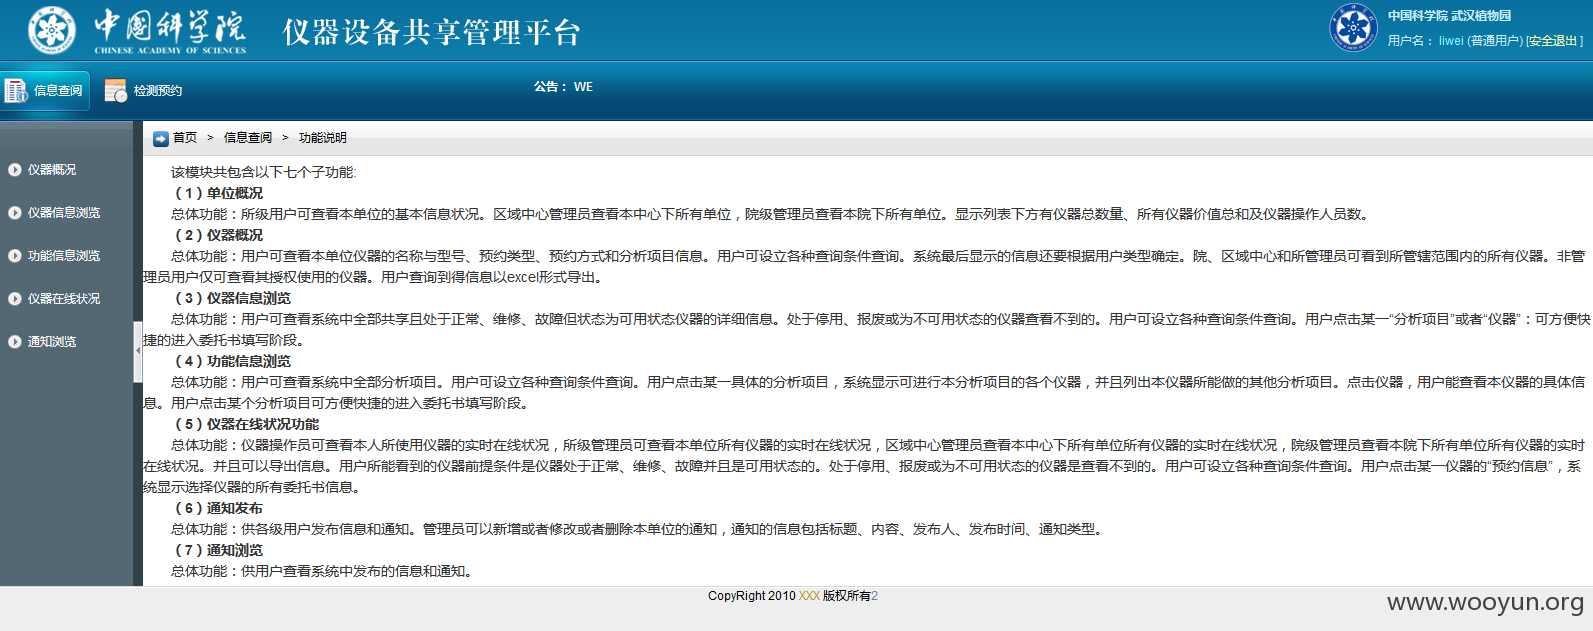 中国科学院
CHINESE ACADEMY OF SCIENCES
仪器设备共享管理平台
中国科学院 武汉植物园
用户名： liwei (普通用户) [安全退出 ]
信息查阅
检测预约
公告： WE
首页 > 信息查阅 > 功能说明
仪器概况
仪器信息浏览
功能信息浏览
仪器在线状况
通知浏览
该模块共包含以下七个子功能:
（1）单位概况
总体功能：所级用户可查看本单位的基本信息状况。区域中心管理员查看本中心下所有单位，院级管理员查看本院下所有单位。显示列表下方有仪器总数量、所有仪器价值总和及仪器操作人员数。
（2）仪器概况
总体功能：用户可查看本单位仪器的名称与型号、预约类型、预约方式和分析项目信息。用户可设立各种查询条件查询。系统最后显示的信息还要根据用户类型确定。院、区域中心和所管理员可看到所管辖范围内的所有仪器。非管
理员用户仅可查看其授权使用的仪器。用户查询到得信息以excel形式导出。
（3）仪器信息浏览
总体功能：用户可查看系统中全部共享且处于正常、维修、故障但状态为可用状态仪器的详细信息。处于停用、报废或为不可用状态的仪器查看不到的。用户可设立各种查询条件查询。用户点击某一“分析项目”或者“仪器”：可方便快
捷的进入委托书填写阶段。
（4）功能信息浏览
总体功能：用户可查看系统中全部分析项目。用户可设立各种查询条件查询。用户点击某一具体的分析项目，系统显示可进行本分析项目的各个仪器，并且列出本仪器所能做的其他分析项目。点击仪器，用户能查看本仪器的具体信
息。用户点击某个分析项目可方便快捷的进入委托书填写阶段。
（5）仪器在线状况功能
总体功能：仪器操作员可查看本人所使用仪器的实时在线状况，所级管理员可查看本单位所有仪器的实时在线状况，区域中心管理员查看本中心下所有单位所有仪器的实时在线状况，院级管理员查看本院下所有单位所有仪器的实时
在线状况。并且可以导出信息。用户所能看到的仪器前提条件是仪器处于正常、维修、故障并且是可用状态的。处于停用、报废或为不可用状态的仪器是查看不到的。用户可设立各种查询条件查询。用户点击某一仪器的“预约信息”，系
统显示选择仪器的所有委托书信息。
（6）通知发布
总体功能：供各级用户发布信息和通知。管理员可以新增或者修改或者删除本单位的通知，通知的信息包括标题、内容、发布人、发布时间、通知类型。
（7）通知浏览
总体功能：供用户查看系统中发布的信息和通知。
CopyRight 2010 XXX 版权所有2
www.wooyun.org